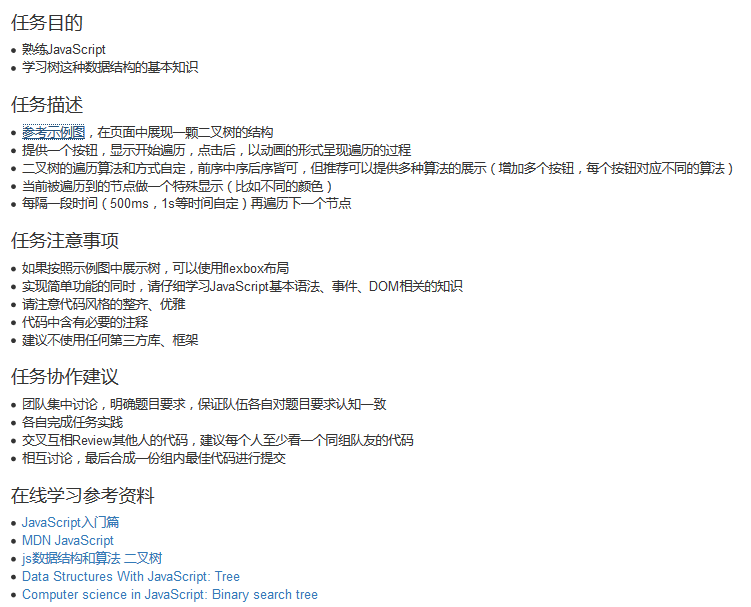 任务目的
熟练JavaScript
学习树这种数据结构的基本知识
任务描述
参考示例图，在页面中展现一颗二叉树的结构
提供一个按钮，显示开始遍历，点击后，以动画的形式呈现遍历的过程
二叉树的遍历算法和方式自定，前序中序后序皆可，但推荐可以提供多种算法的展示（增加多个按钮，每个按钮对应不同的算法）
当前被遍历到的节点做一个特殊显示（比如不同的颜色）
每隔一段时间（500ms，1s等时间自定）再遍历下一个节点
任务注意事项
如果按照示例图中展示树，可以使用flexbox布局
实现简单功能的同时，请仔细学习JavaScript基本语法、事件、DOM相关的知识
请注意代码风格的整齐、优雅
代码中含有必要的注释
建议不使用任何第三方库、框架
任务协作建议
团队集中讨论，明确题目要求，保证队伍各自对题目要求认知一致
各自完成任务实践
交叉互相Review其他人的代码，建议每个人至少看一个同组队友的代码
相互讨论，最后合成一份组内最佳代码进行提交
在线学习参考资料
JavaScript入门篇
MDN JavaScript
js数据结构和算法 二叉树
Data Structures With JavaScript: Tree
Computer science in JavaScript: Binary search tree